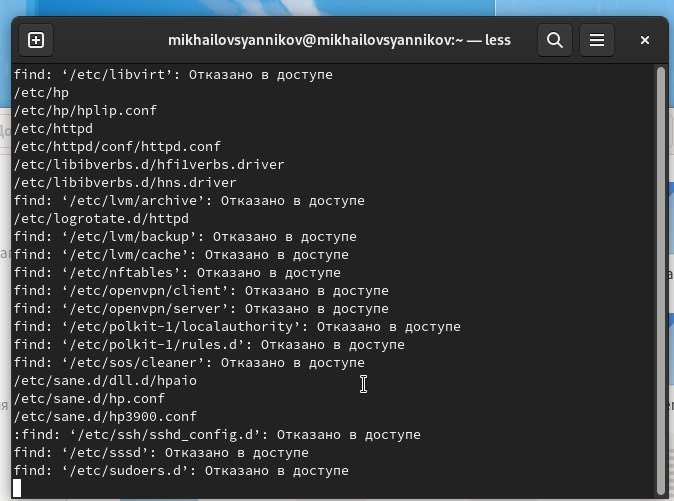 mikhailovsyannikov@mikhailovsyannikov:~ — less
find: ‘/etc/libvirt’: Отказано в доступе
/etc/hp
/etc/hp/hplip.conf
/etc/httpd
/etc/httpd/conf/httpd.conf
/etc/libibverbs.d/hfi1verbs.driver
/etc/libibverbs.d/hns.driver
find: ‘/etc/lvm/archive’: Отказано в доступе
/etc/logrotate.d/httpd
find: ‘/etc/lvm/backup’: Отказано в доступе
find: ‘/etc/lvm/cache’: Отказано в доступе
find: ‘/etc/nftables’: Отказано в доступе
find: ‘/etc/openvpn/client’: Отказано в доступе
find: ‘/etc/openvpn/server’: Отказано в доступе
find: ‘/etc/polkit-1/localauthority’: Отказано в доступе
find: ‘/etc/polkit-1/rules.d’: Отказано в доступе
find: ‘/etc/sos/cleaner’: Отказано в доступе
/etc/sane.d/dll.d/hpaio
/etc/sane.d/hp.conf
/etc/sane.d/hp3900.conf
:find: ‘/etc/ssh/sshd_config.d’: Отказано в доступе
find: ‘/etc/sssd’: Отказано в доступе
find: ‘/etc/sudoers.d’: Отказано в доступе